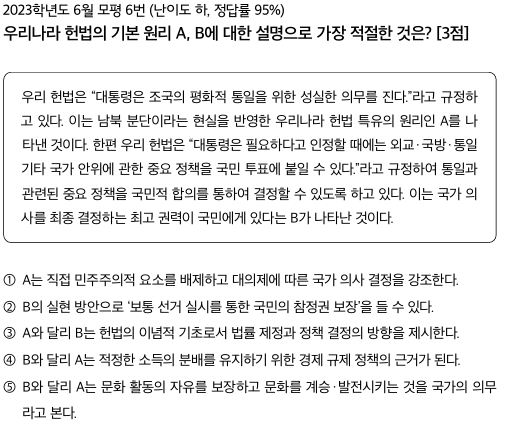 2023학년도 6월 모평 6번 (난이도 하, 정답률 95%)
우리나라 헌법의 기본 원리 A, B에 대한 설명으로 가장 적절한 것은? [3점]
우리 헌법은 “대통령은 조국의 평화적 통일을 위한 성실한 의무를 진다.”라고 규정하
고 있다. 이는 남북 분단이라는 현실을 반영한 우리나라 헌법 특유의 원리인 A를 나
타낸 것이다. 한편 우리 헌법은 “대통령은 필요하다고 인정할 때에는 외교·국방·통일
기타 국가 안위에 관한 중요 정책을 국민 투표에 붙일 수 있다.”라고 규정하여 통일과
관련된 중요 정책을 국민적 합의를 통하여 결정할 수 있도록 하고 있다. 이는 국가 의
사를 최종 결정하는 최고 권력이 국민에게 있다는 B가 나타난 것이다.
① A는 직접 민주주의적 요소를 배제하고 대의제에 따른 국가 의사 결정을 강조한다.
② B의 실현 방안으로 ‘보통 선거 실시를 통한 국민의 참정권 보장’을 들 수 있다.
③ A와 달리 B는 헌법의 이념적 기초로서 법률 제정과 정책 결정의 방향을 제시한다.
④ B와 달리 A는 적정한 소득의 분배를 유지하기 위한 경제 규제 정책의 근거가 된다.
⑤ B와 달리 A는 문화 활동의 자유를 보장하고 문화를 계승·발전시키는 것을 국가의 의무
라고 본다.